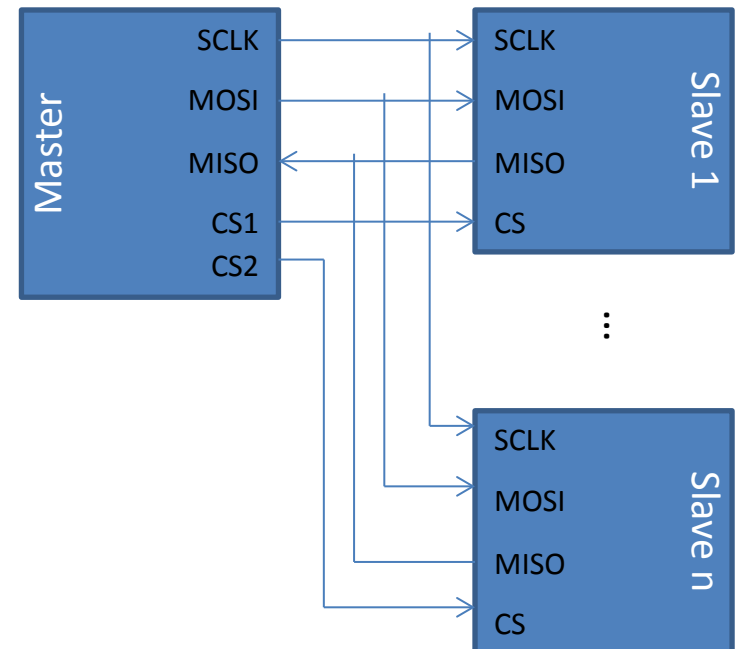 Master
SCLK
MOSI
MISO
CS1
CS2
Slave 1
SCLK
MOSI
MISO
CS
...
Slave n
SCLK
MOSI
MISO
CS